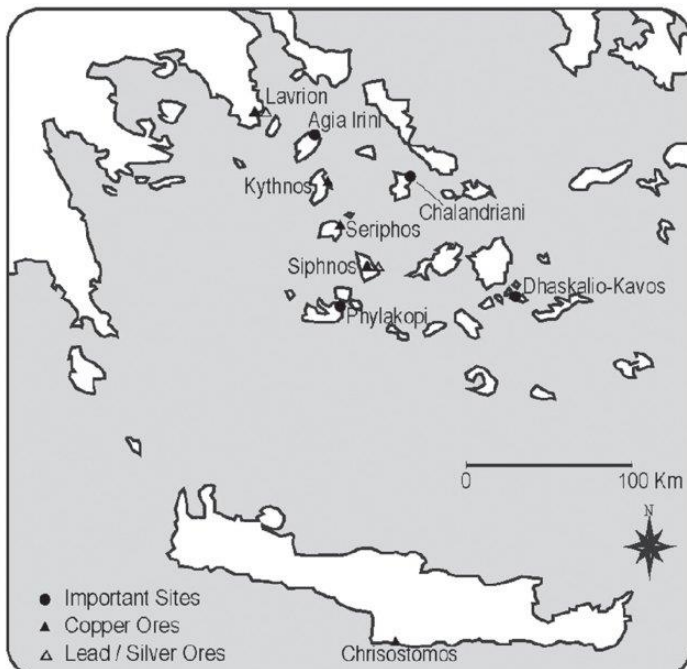 Lavrion
Agia Irini
Kythnos
Chalandriani
Seriphos
Siphnos
Dhaskalio-Kavos
Phylakopi
0 100 Km
N
Important Sites
Copper Ores
Lead / Silver Ores
Chrisostomos